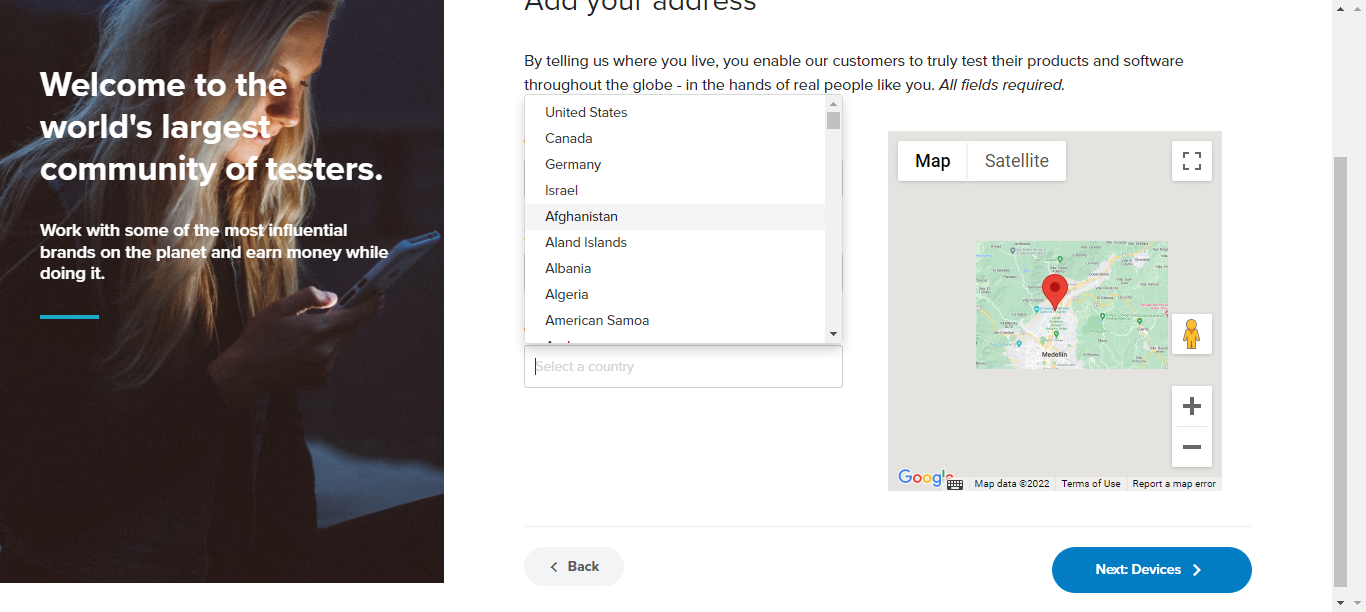 Add your address
Welcome to the
world's largest
community of testers.
Work with some of the most influential
brands on the planet and earn money while
doing it.
By telling us where you live, you enable our customers to truly test their products and software
throughout the globe - in the hands of real people like you. All fields required.
United States
Canada
Germany
Israel
Afghanistan
Aland Islands
Albania
Algeria
American Samoa
Select a country
Map
Satellite
Medellín
Google
Map data ©2022
Terms of Use
Report a map error
Back
Next: Devices